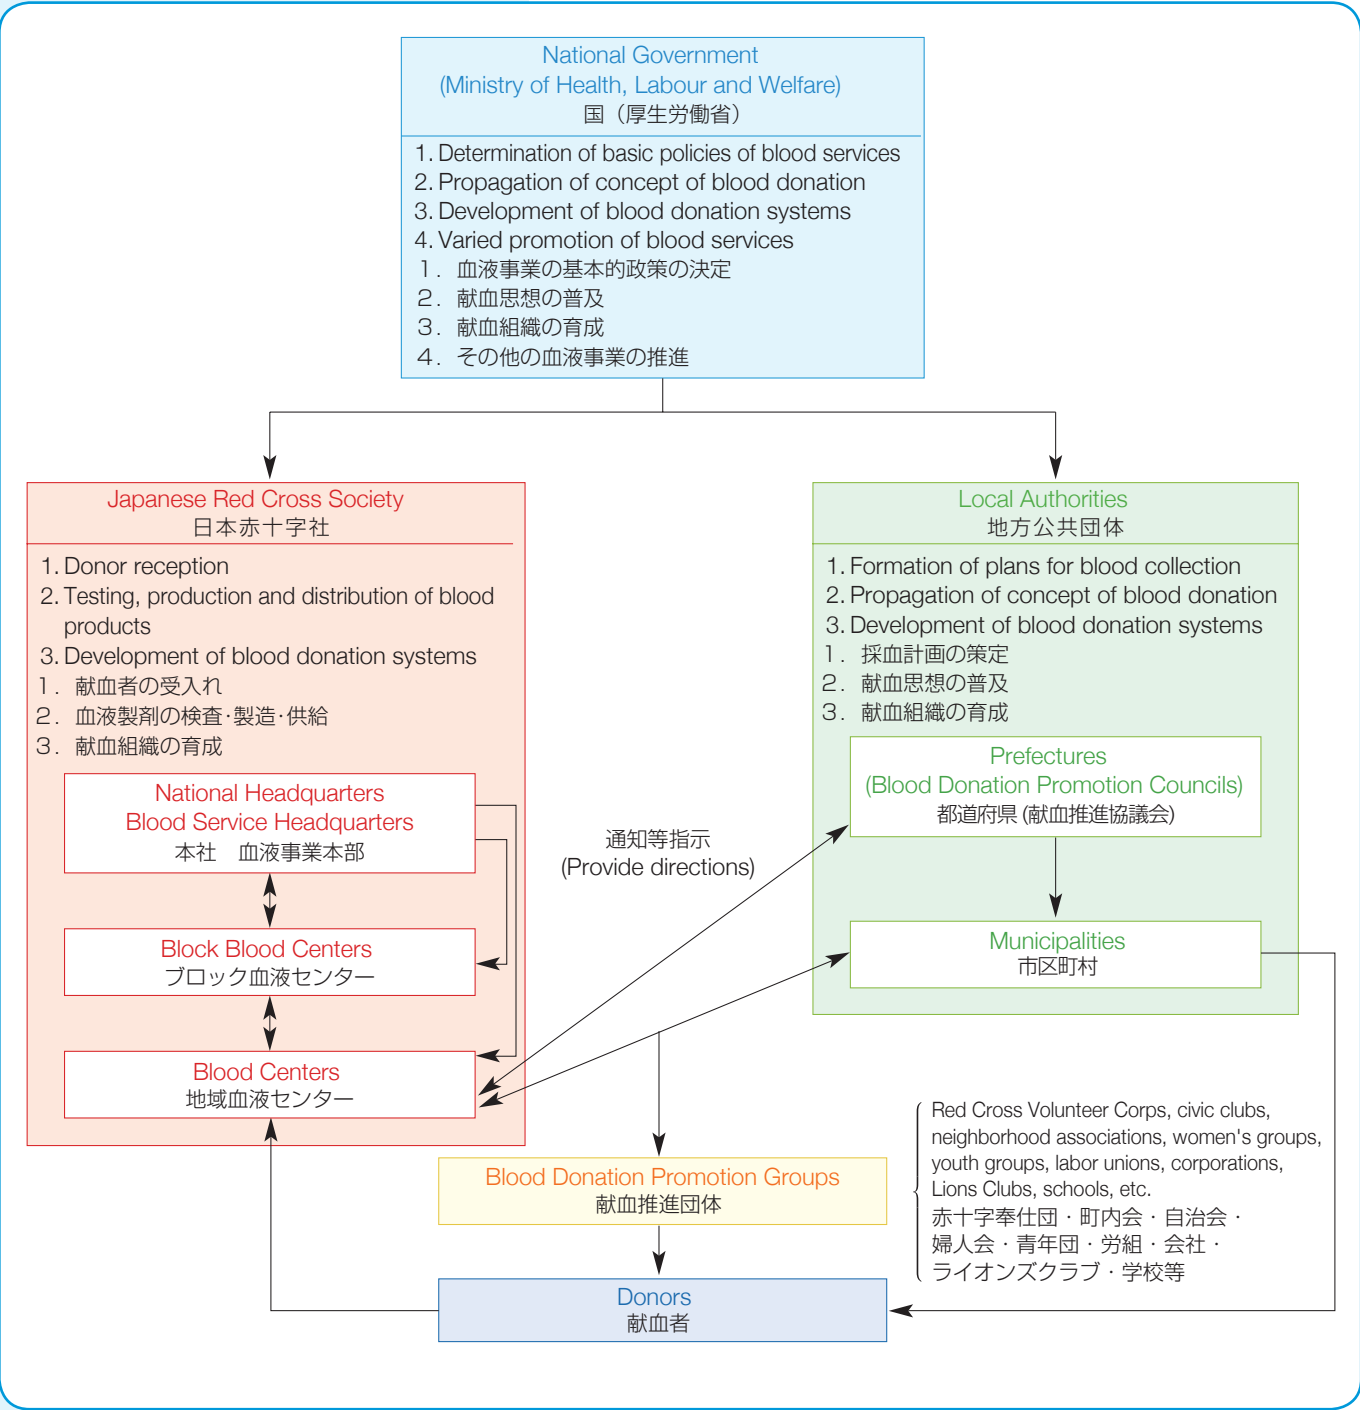 National Government
(Ministry of Health, Labour and Welfare)
国（厚生労働省）
1. Determination of basic policies of blood services
2. Propagation of concept of blood donation
3. Development of blood donation systems
4. Varied promotion of blood services
１．血液事業の基本的政策の決定
２．献血思想の普及
３．献血組織の育成
４．その他の血液事業の推進
Japanese Red Cross Society
日本赤十字社
1. Donor reception
2. Testing, production and distribution of blood
products
3. Development of blood donation systems
１．献血者の受入れ
２．血液製剤の検査・製造・供給
３．献血組織の育成
National Headquarters
Blood Service Headquarters
本社　血液事業本部
Block Blood Centers
ブロック血液センター
Blood Centers
地域血液センター
通知等指示
(Provide directions)
Local Authorities
地方公共団体
1. Formation of plans for blood collection
2. Propagation of concept of blood donation
3. Development of blood donation systems
１．採血計画の策定
２．献血思想の普及
３．献血組織の育成
Prefectures
(Blood Donation Promotion Councils)
都道府県 (献血推進協議会)
Municipalities
市区町村
Blood Donation Promotion Groups
献血推進団体
Red Cross Volunteer Corps, civic clubs,
neighborhood associations, women's groups,
youth groups, labor unions, corporations,
Lions Clubs, schools, etc.
赤十字奉仕団・町内会・自治会・
婦人会・青年団・労組・会社・
ライオンズクラブ・学校等
Donors
献血者